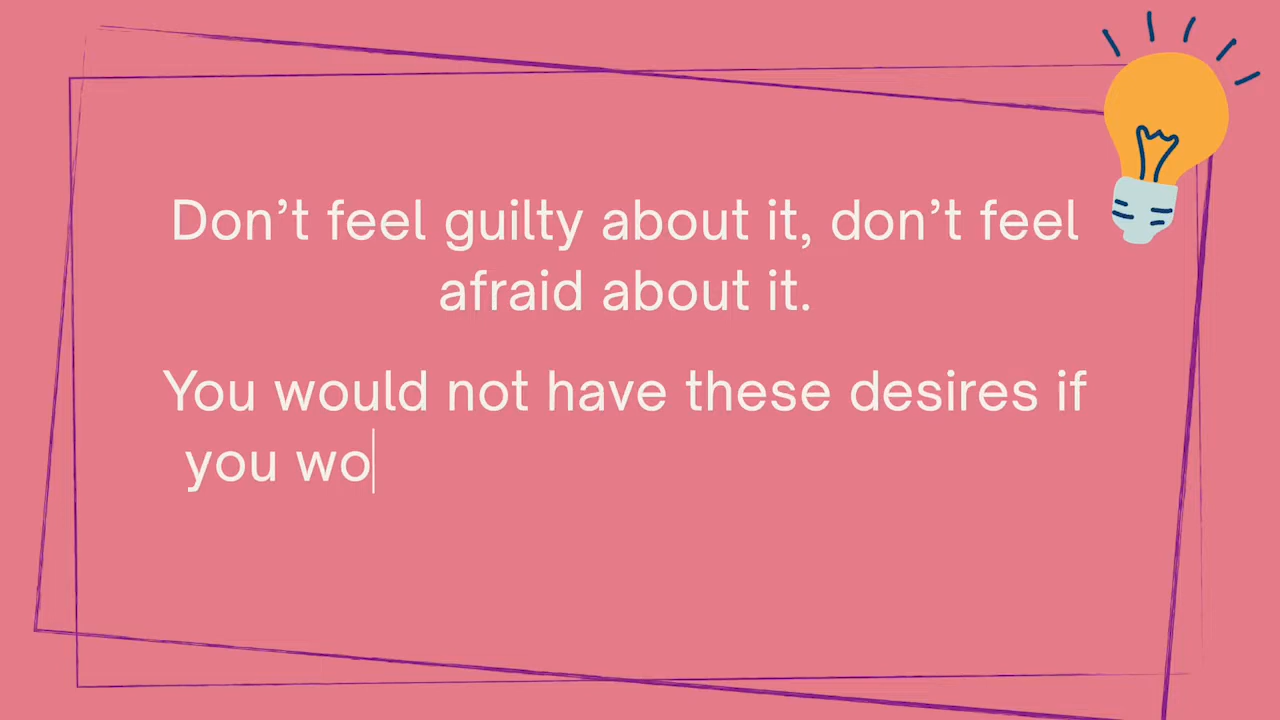 Don’t feel guilty about it, don’t feel
afraid about it.
You would not have these desires if
you wo